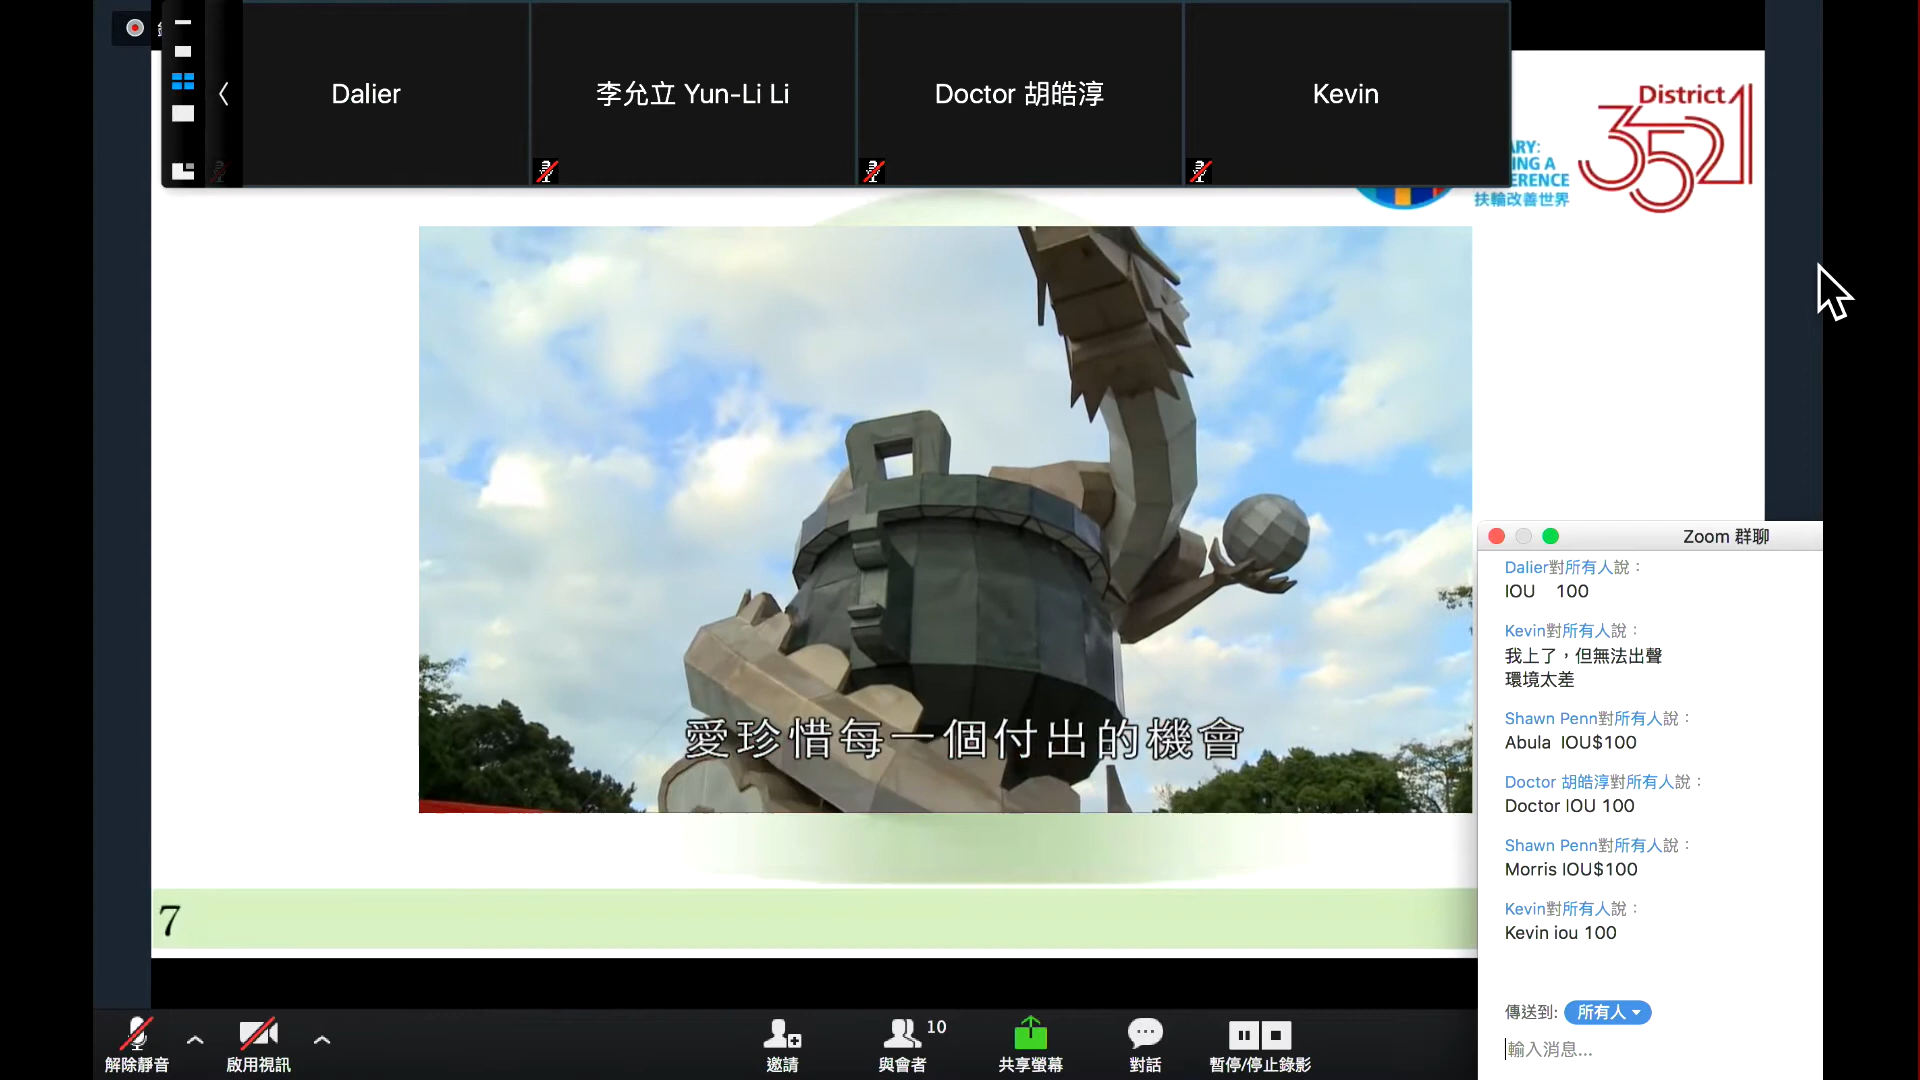 Dalier
李允立 Yun-Li Li
Doctor 胡皓淳
Kevin
District
3521
ARY:
ING A
ERENCE
扶輪改善世界
愛珍惜每一個付出的機會
7
Zoom 群聊
Dalier對所有人說：
IOU 100
Kevin對所有人說：
我上了，但無法出聲
環境太差
Shawn Penn對所有人說：
Abula IOU$100
Doctor 胡皓淳對所有人說：
Doctor IOU 100
Shawn Penn對所有人說：
Morris IOU$100
Kevin對所有人說：
Kevin iou 100
傳送到: 所有人
輸入消息...
解除靜音
啟用視訊
邀請
10
與會者
共享螢幕
對話
暫停/停止錄影